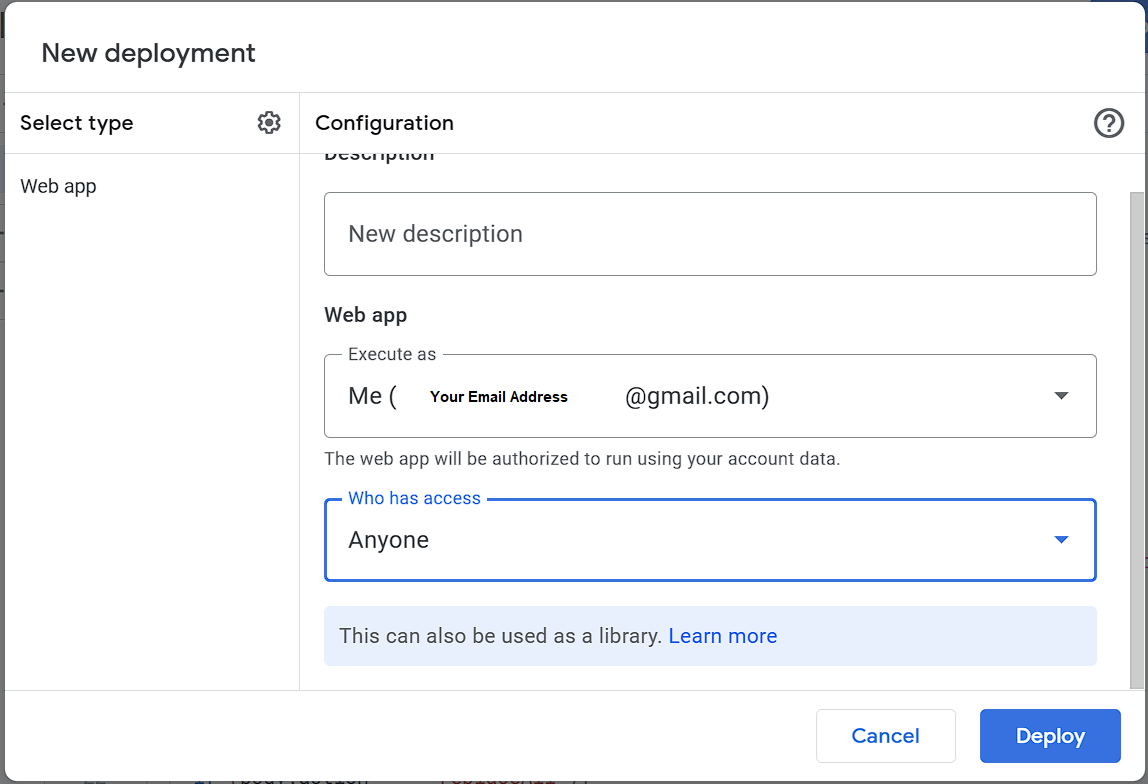 New deployment
Select type
Configuration
Description
Web app
New description
Web app
Execute as
Me ( Your Email Address @gmail.com)
The web app will be authorized to run using your account data.
Who has access
Anyone
This can also be used as a library. Learn more
Cancel
Deploy